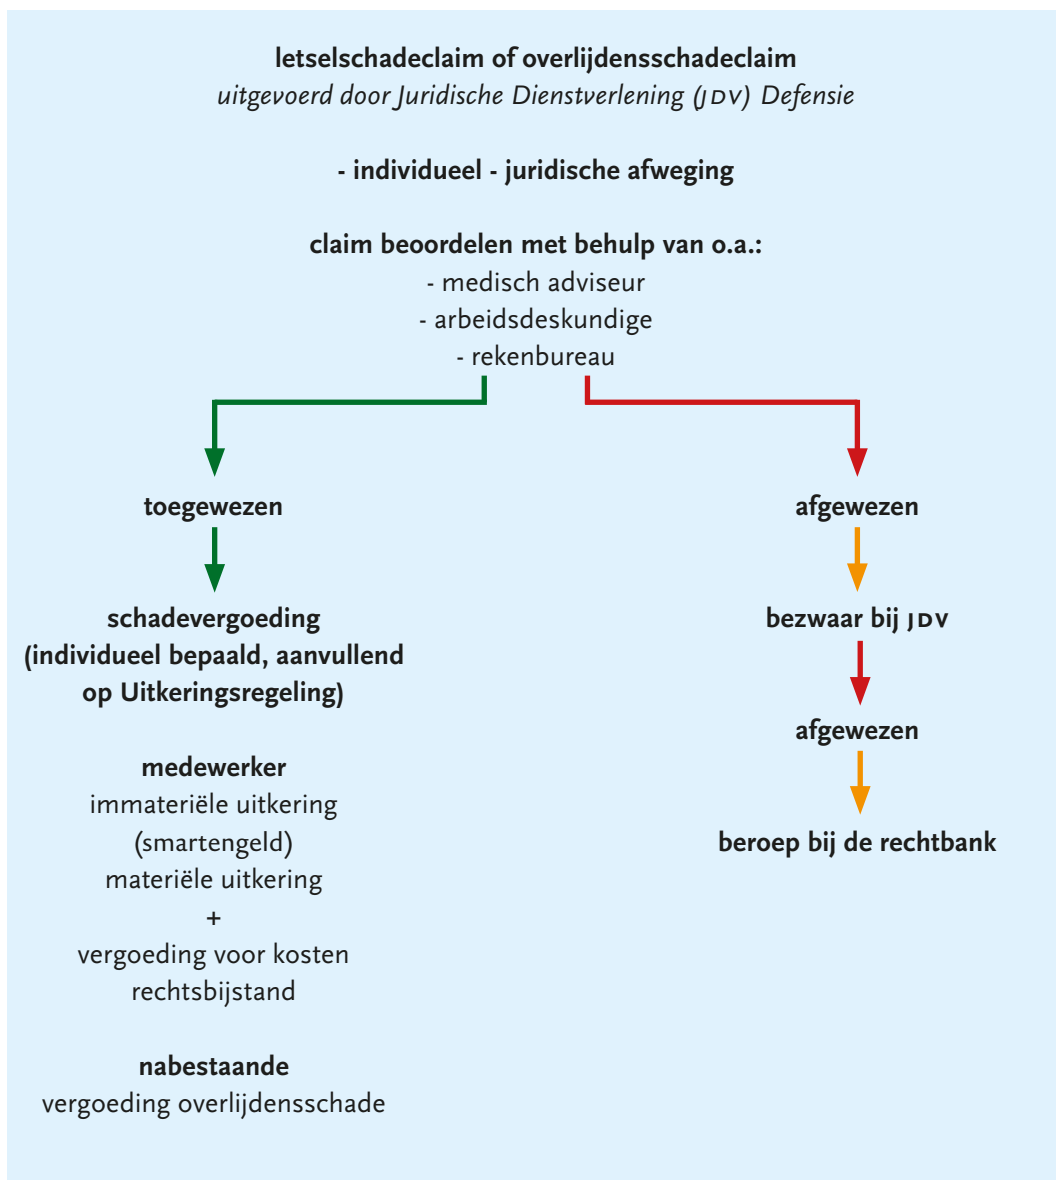 letselschadeclaim of overlijdensschadeclaim
uitgevoerd door Juridische Dienstverlening (JDV) Defensie
- individueel - juridische afweging
claim beoordelen met behulp van o.a.:
- medisch adviseur
- arbeidsdeskundige
- rekenbureau
toegewezen
schadevergoeding
(individueel bepaald, aanvullend
op Uitkeringsregeling)
medewerker
immateriële uitkering
(smartengeld)
materiële uitkering
+
vergoeding voor kosten
rechtsbijstand
nabestaande
vergoeding overlijdensschade
afgewezen
bezwaar bij JDV
afgewezen
beroep bij de rechtbank